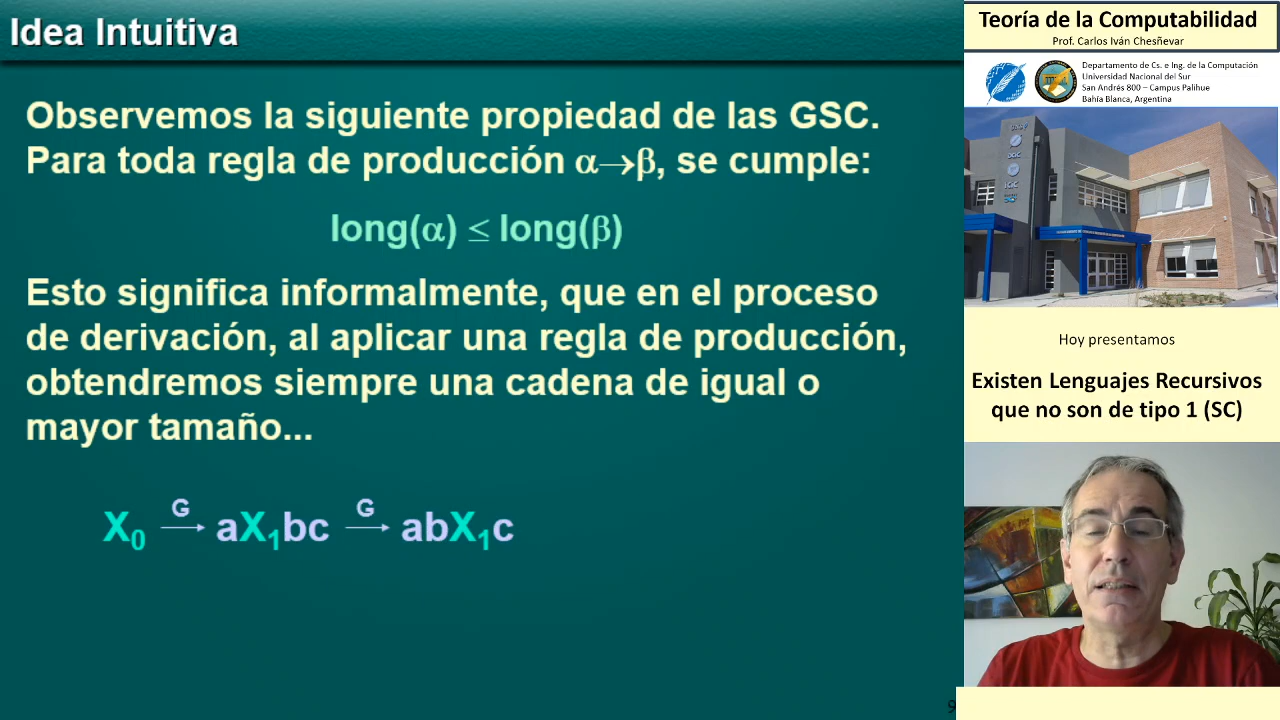 Idea Intuitiva
Observemos la siguiente propiedad de las GSC.
Para toda regla de producción α→β, se cumple:
long(α) ≤ long(β)
Esto significa informalmente, que en el proceso
de derivación, al aplicar una regla de producción,
obtendremos siempre una cadena de igual o
mayor tamaño...
X₀ G→ aX₁bc G→ abX₁c
9
Teoría de la Computabilidad
Prof. Carlos Iván Chesñevar
Departamento de Cs. e Ing. de la Computación
Universidad Nacional del Sur
San Andrés 800 – Campus Palihue
Bahía Blanca, Argentina
Hoy presentamos
Existen Lenguajes Recursivos
que no son de tipo 1 (SC)